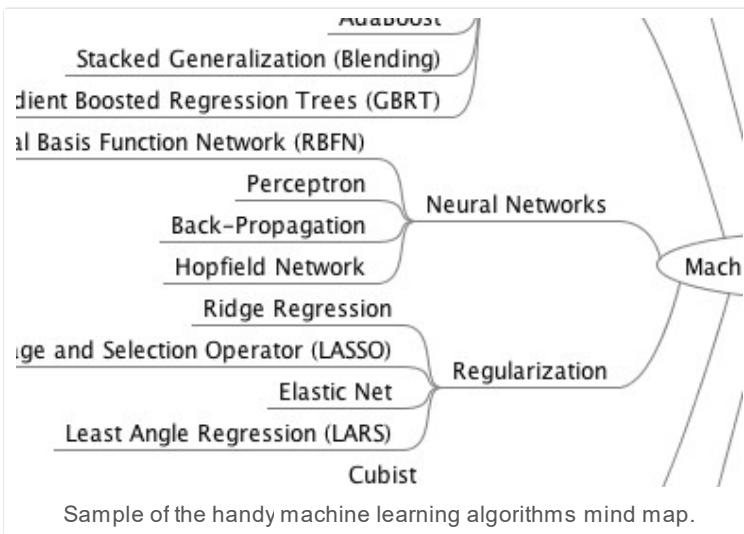 AdaBoost
Stacked Generalization (Blending)
dient Boosted Regression Trees (GBRT)
al Basis Function Network (RBFN)
Perceptron
Back-Propagation
Hopfield Network
Neural Networks
Mach
Ridge Regression
age and Selection Operator (LASSO)
Elastic Net
Least Angle Regression (LARS)
Regularization
Cubist
Sample of the handy machine learning algorithms mind map.